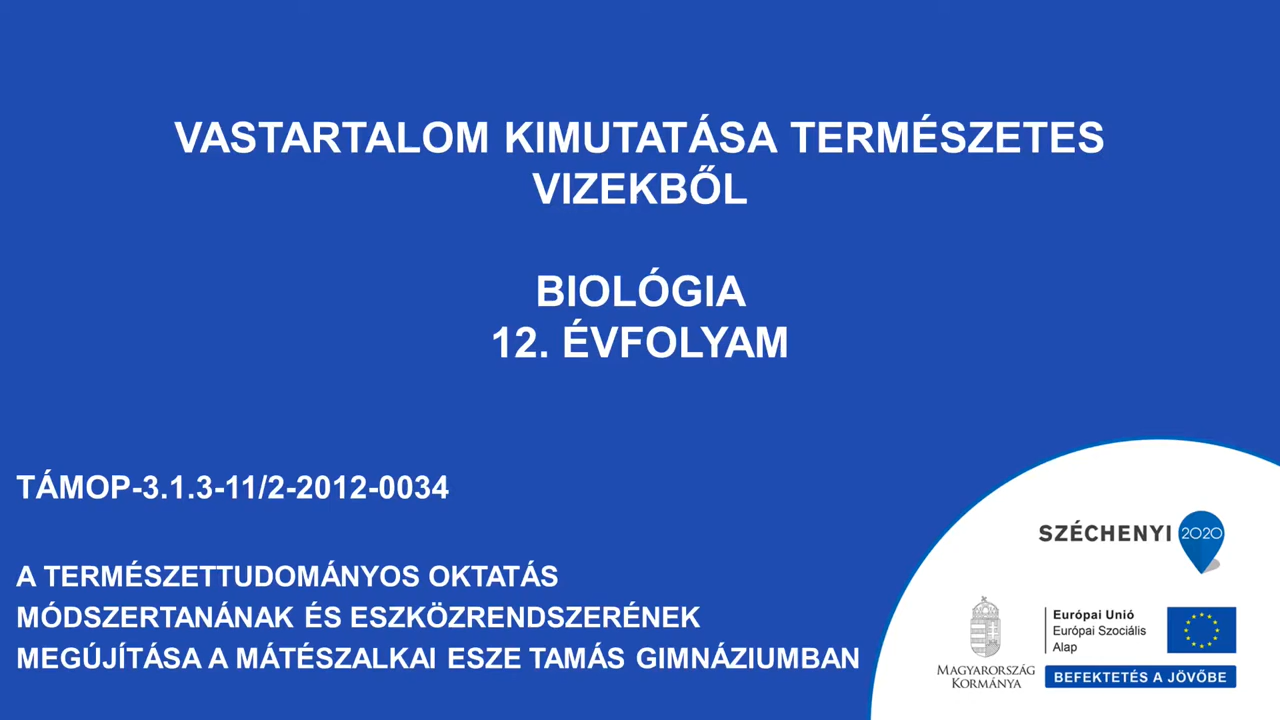 VASTARTALOM KIMUTATÁSA TERMÉSZETES
VIZEKBŐL
BIOLÓGIA
12. ÉVFOLYAM
TÁMOP-3.1.3-11/2-2012-0034
A TERMÉSZETTUDOMÁNYOS OKTATÁS
MÓDSZERTANÁNAK ÉS ESZKÖZRENDSZERÉNEK
MEGÚJÍTÁSA A MÁTÉSZALKAI ESZE TAMÁS GIMNÁZIUMBAN
SZÉCHENYI 2020
MAGYARORSZÁG
KORMÁNYA
Európai Unió
Európai Szociális
Alap
BEFEKTETÉS A JÖVŐBE